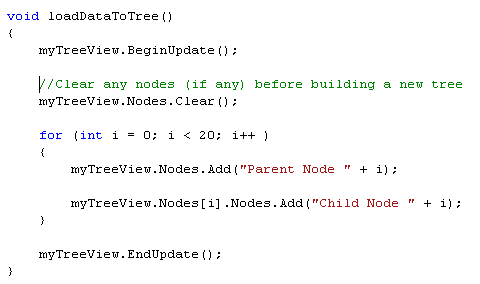 void loadDataToTree()
{
    myTreeView.BeginUpdate();
    //Clear any nodes (if any) before building a new tree
    myTreeView.Nodes.Clear();
    for (int i = 0; i < 20; i++ )
    {
        myTreeView.Nodes.Add("Parent Node " + i);
        myTreeView.Nodes[i].Nodes.Add("Child Node " + i);
    }
    myTreeView.EndUpdate();
}